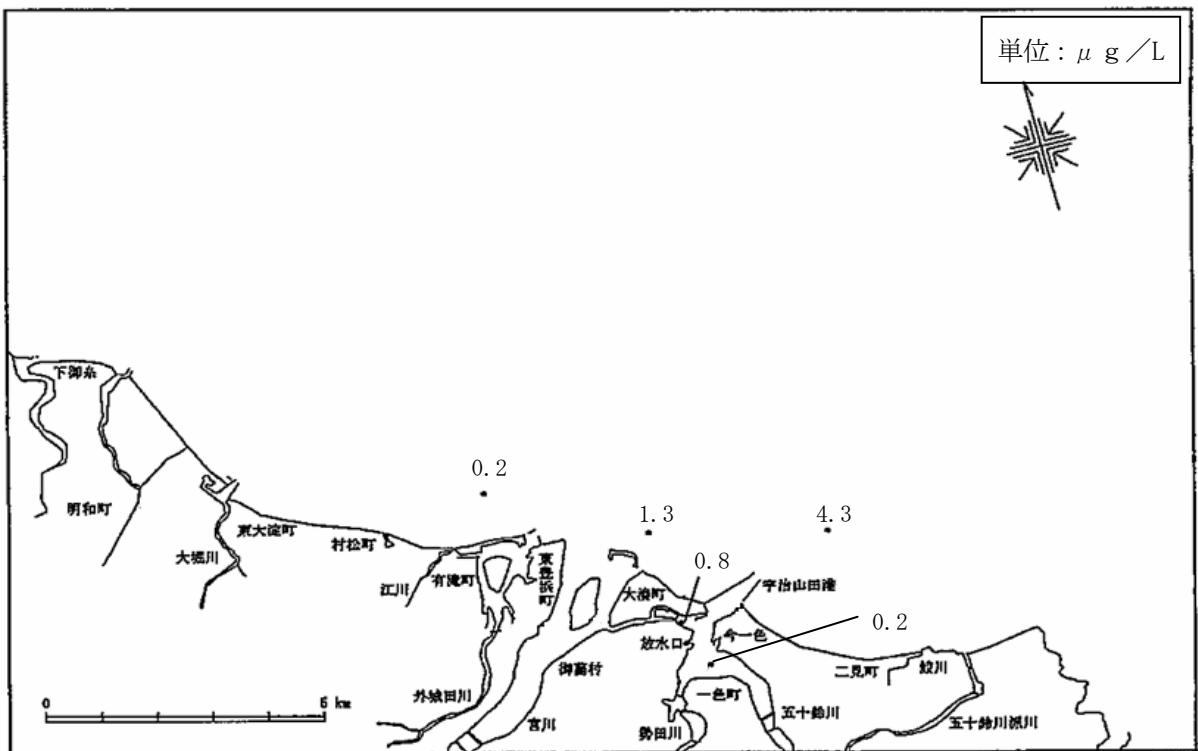 単位：μｇ／L
下御糸
0.2
1.3
4.3
明和町
東大淀町
村松町
大堀川
江川
有滝町
東豊浜町
大湊町
0.8
宇治山田港
放水口
今一色
0.2
御薗村
二見町
一色町
外城田川
宮川
勢田川
五十鈴川
五十鈴川派川
0
5 km